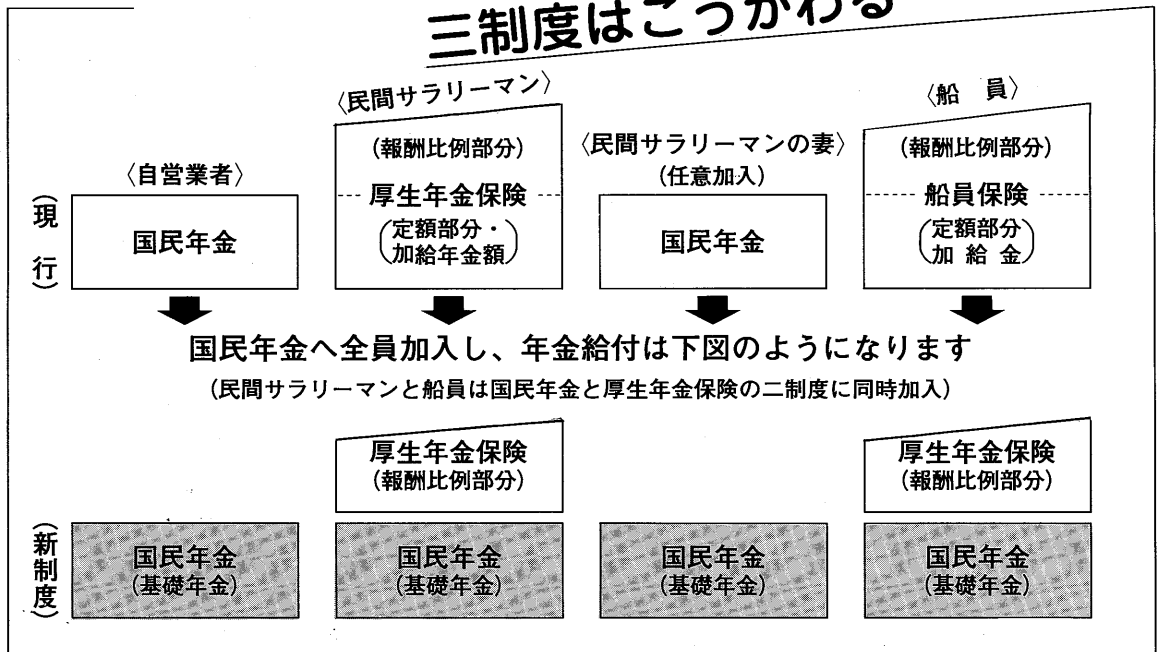 三制度はこうかわる
〈民間サラリーマン〉
〈船　員〉
(報酬比例部分)
〈民間サラリーマンの妻〉
(報酬比例部分)
〈自営業者〉
(任意加入)
(現　行)
国民年金
厚生年金保険
(定額部分・
加給年金額)
国民年金
船員保険
(定額部分
加 給 金)
国民年金へ全員加入し、年金給付は下図のようになります
(民間サラリーマンと船員は国民年金と厚生年金保険の二制度に同時加入)
厚生年金保険
(報酬比例部分)
厚生年金保険
(報酬比例部分)
(新制度)
国民年金
(基礎年金)
国民年金
(基礎年金)
国民年金
(基礎年金)
国民年金
(基礎年金)